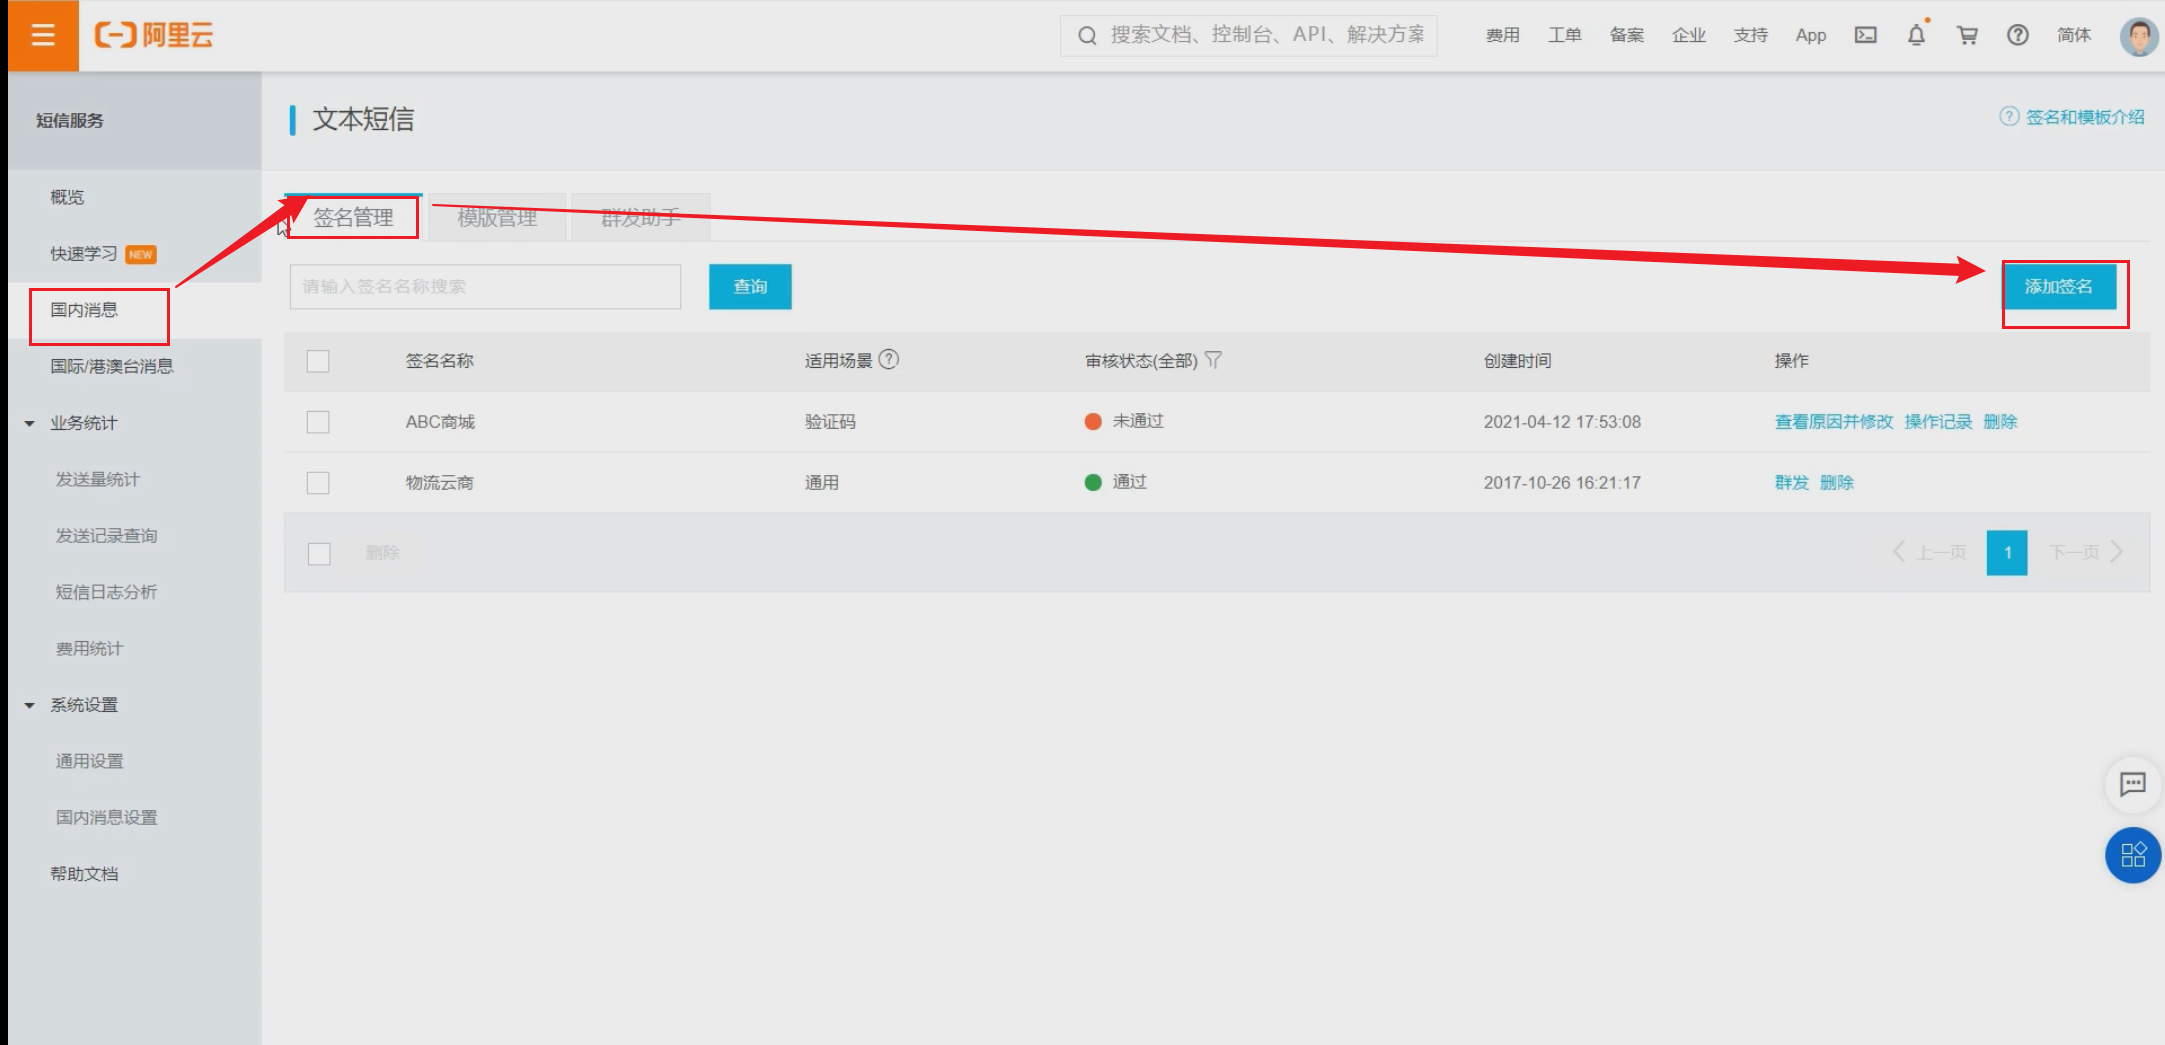 阿里云
搜索文档、控制台、API、解决方案
费用 工单 备案 企业 支持 App 简体
短信服务
文本短信
签名和模板介绍
概览
快速学习 NEW
国内消息
国际/港澳台消息
业务统计
发送量统计
发送记录查询
短信日志分析
费用统计
系统设置
通用设置
国内消息设置
帮助文档
签名管理 模版管理 群发助手
请输入签名名称搜索 查询 添加签名
签名名称 适用场景 审核状态(全部) 创建时间 操作
ABC商城 验证码 未通过 2021-04-12 17:53:08 查看原因并修改 操作记录 删除
物流云商 通用 通过 2017-10-26 16:21:17 群发 删除
删除 上一页 1 下一页